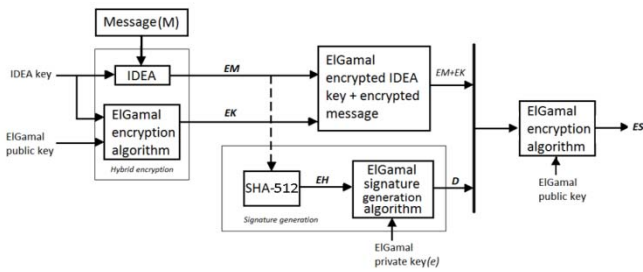 Message(M)
IDEA key
IDEA
EM
ElGamal
encrypted IDEA
key + encrypted
message
EM+EK
ElGamal
public key
ElGamal
encryption
algorithm
EK
Hybrid encryption
ElGamal
encryption
algorithm
ES
ElGamal
public key
SHA-512
EH
ElGamal
signature
generation
algorithm
D
Signature generation
ElGamal
private key(e)